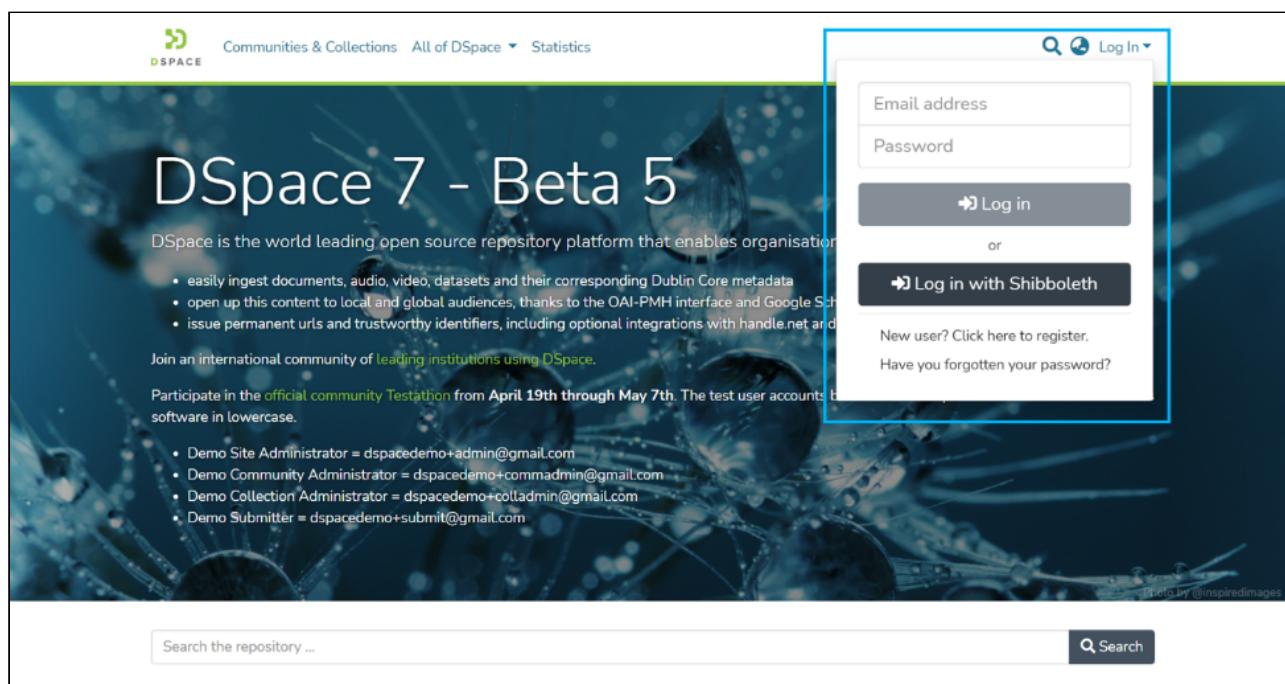 DSPACE
Communities & Collections All of DSpace Statistics
Log In
Email address
Password
Log in
or
Log in with Shibboleth
New user? Click here to register.
Have you forgotten your password?
DSpace 7 - Beta 5
DSpace is the world leading open source repository platform that enables
easily ingest documents, audio, video, datasets and their corresponding Dublin Core metadata
open up this content to local and global audiences, thanks to the OAI-PMH interface and Google
issue permanent urls and trustworthy identifiers, including optional integrations with handle.net and
Join an international community of leading institutions using DSpace.
Participate in the official community Testathon from April 19th through May 7th. The test user accounts
software in lowercase.
Demo Site Administrator = dspacedemo+admin@gmail.com
Demo Community Administrator = dspacedemo+commadmin@gmail.com
Demo Collection Administrator = dspacedemo+colladmin@gmail.com
Demo Submitter = dspacedemo+submit@gmail.com
Photo by @inspiredimages
Search the repository ...
Search